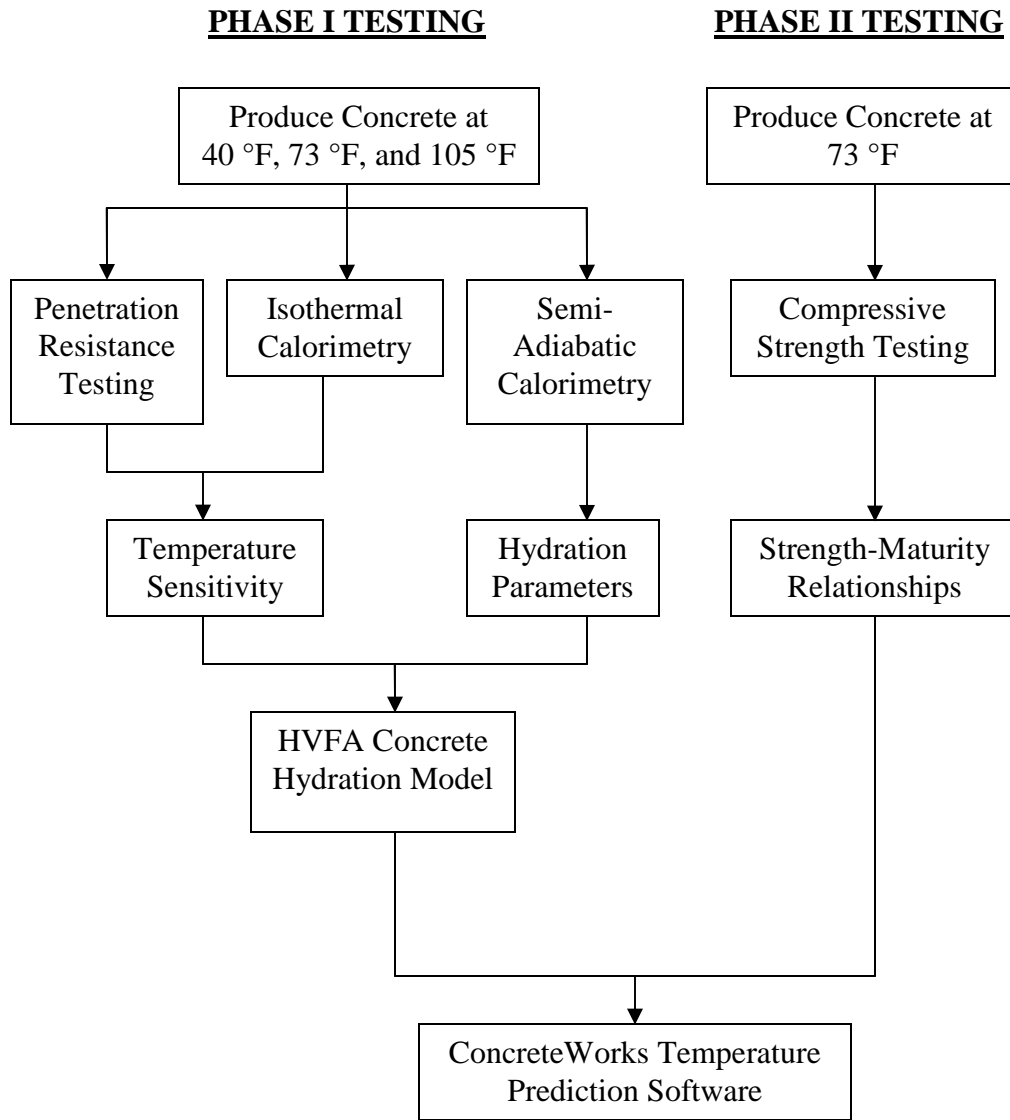 PHASE I TESTING
PHASE II TESTING
Produce Concrete at
40 °F, 73 °F, and 105 °F
Produce Concrete at
73 °F
Penetration
Resistance
Testing
Isothermal
Calorimetry
Semi-
Adiabatic
Calorimetry
Compressive
Strength Testing
Temperature
Sensitivity
Hydration
Parameters
Strength-Maturity
Relationships
HVFA Concrete
Hydration Model
ConcreteWorks Temperature
Prediction Software